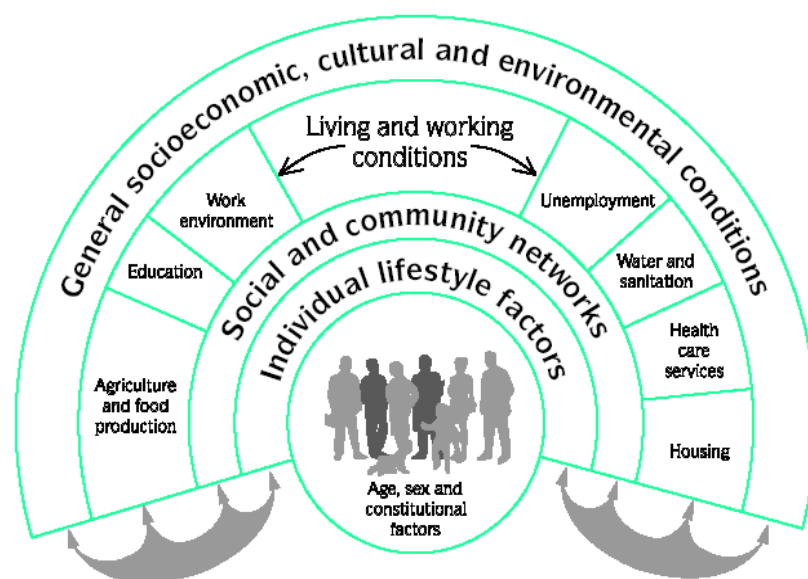 General socioeconomic, cultural and environmental conditions
Living and working
conditions
Work
environment
Unemployment
Education
Water and
sanitation
Agriculture
and food
production
Health
care
services
Housing
Social and community networks
Individual lifestyle factors
Age, sex and
constitutional
factors